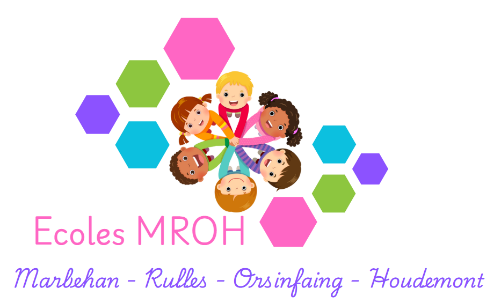 Ecoles MROH
Marbehan - Rulles - Orsinfaing - Houdemont